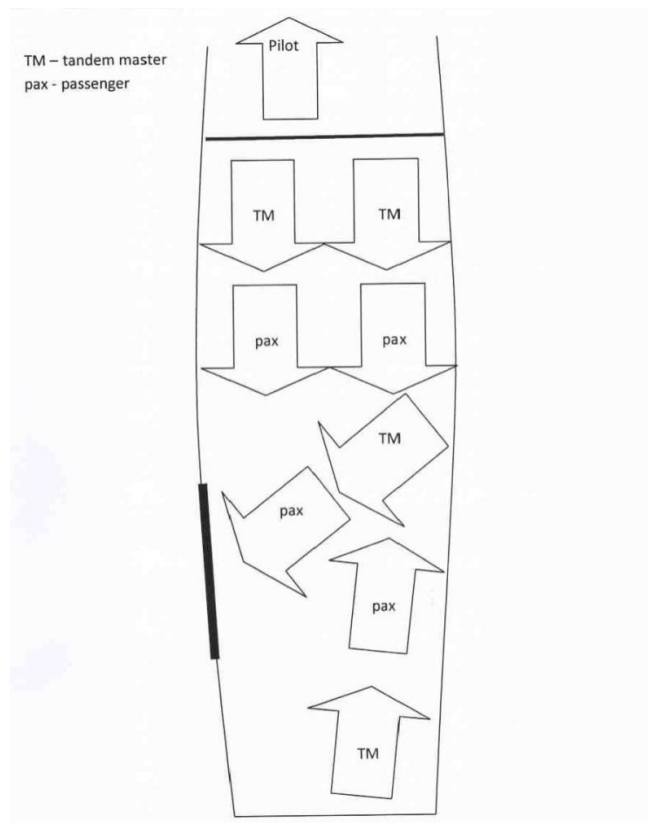 Pilot
TM – tandem master
pax - passenger
TM
TM
pax
pax
TM
pax
pax
TM